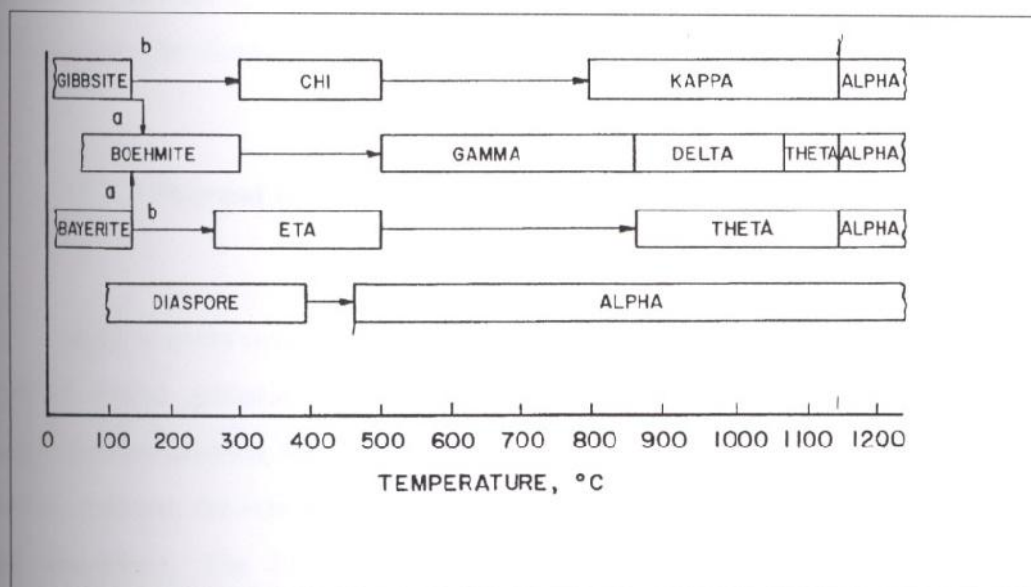 b
GIBBSITE CHI KAPPA ALPHA
a
BOEHMITE GAMMA DELTA THETA ALPHA
a
b
BAYERITE ETA THETA ALPHA
DIASPORE ALPHA
0 100 200 300 400 500 600 700 800 900 1000 1100 1200
TEMPERATURE, °C